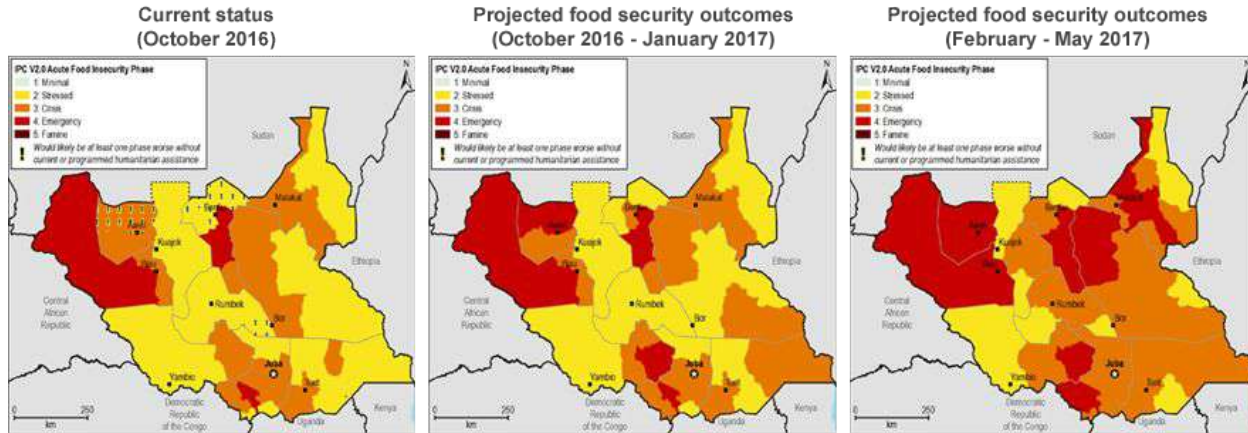 Current status
(October 2016)
IPC V2.0 Acute Food Insecurity Phase
1: Minimal
2: Stressed
3: Crisis
4: Emergency
5: Famine
Would likely be at least one phase worse without
current or programmed humanitarian assistance
N
Sudan
Malakal
Kuajok
Ethiopia
Central
African
Republic
Rumbek
Bor
Juba
Yambio
Democratic
Republic
of the Congo
Uganda
Kenya
0
250
km
Projected food security outcomes
(October 2016 - January 2017)
IPC V2.0 Acute Food Insecurity Phase
1: Minimal
2: Stressed
3: Crisis
4: Emergency
5: Famine
Would likely be at least one phase worse without
current or programmed humanitarian assistance
N
Sudan
Malakal
Kuajok
Ethiopia
Central
African
Republic
Rumbek
Bor
Juba
Yambio
Democratic
Republic
of the Congo
Uganda
Kenya
0
250
km
Projected food security outcomes
(February - May 2017)
IPC V2.0 Acute Food Insecurity Phase
1: Minimal
2: Stressed
3: Crisis
4: Emergency
5: Famine
Would likely be at least one phase worse without
current or programmed humanitarian assistance
N
Sudan
Kuajok
Ethiopia
Central
African
Republic
Rumbek
Bor
Juba
Yambio
Democratic
Republic
of the Congo
Uganda
Kenya
0
250
km